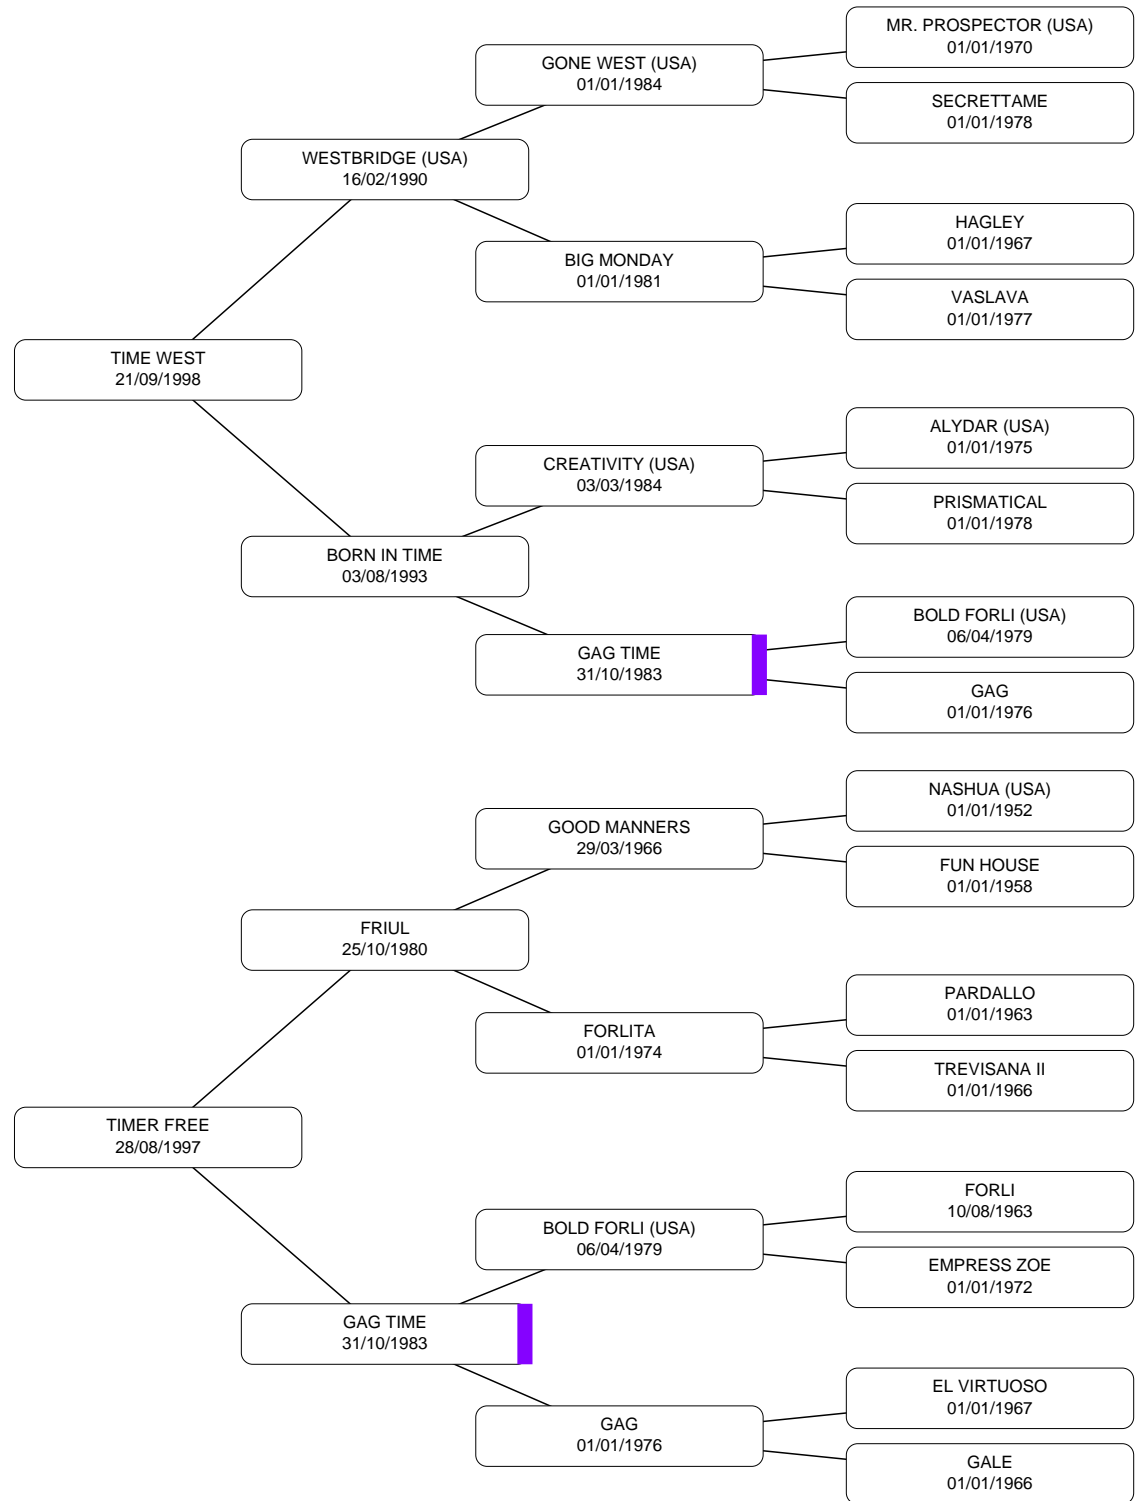 MR. PROSPECTOR (USA)
01/01/1970
GONE WEST (USA)
01/01/1984
SECRETTAME
01/01/1978
WESTBRIDGE (USA)
16/02/1990
HAGLEY
01/01/1967
BIG MONDAY
01/01/1981
VASLAVA
01/01/1977
TIME WEST
21/09/1998
ALYDAR (USA)
01/01/1975
CREATIVITY (USA)
03/03/1984
PRISMATICAL
01/01/1978
BORN IN TIME
03/08/1993
BOLD FORLI (USA)
06/04/1979
GAG TIME
31/10/1983
GAG
01/01/1976
NASHUA (USA)
01/01/1952
GOOD MANNERS
29/03/1966
FUN HOUSE
01/01/1958
FRIUL
25/10/1980
PARDALLO
01/01/1963
FORLITA
01/01/1974
TREVISANA II
01/01/1966
TIMER FREE
28/08/1997
FORLI
10/08/1963
BOLD FORLI (USA)
06/04/1979
EMPRESS ZOE
01/01/1972
GAG TIME
31/10/1983
EL VIRTUOSO
01/01/1967
GAG
01/01/1976
GALE
01/01/1966